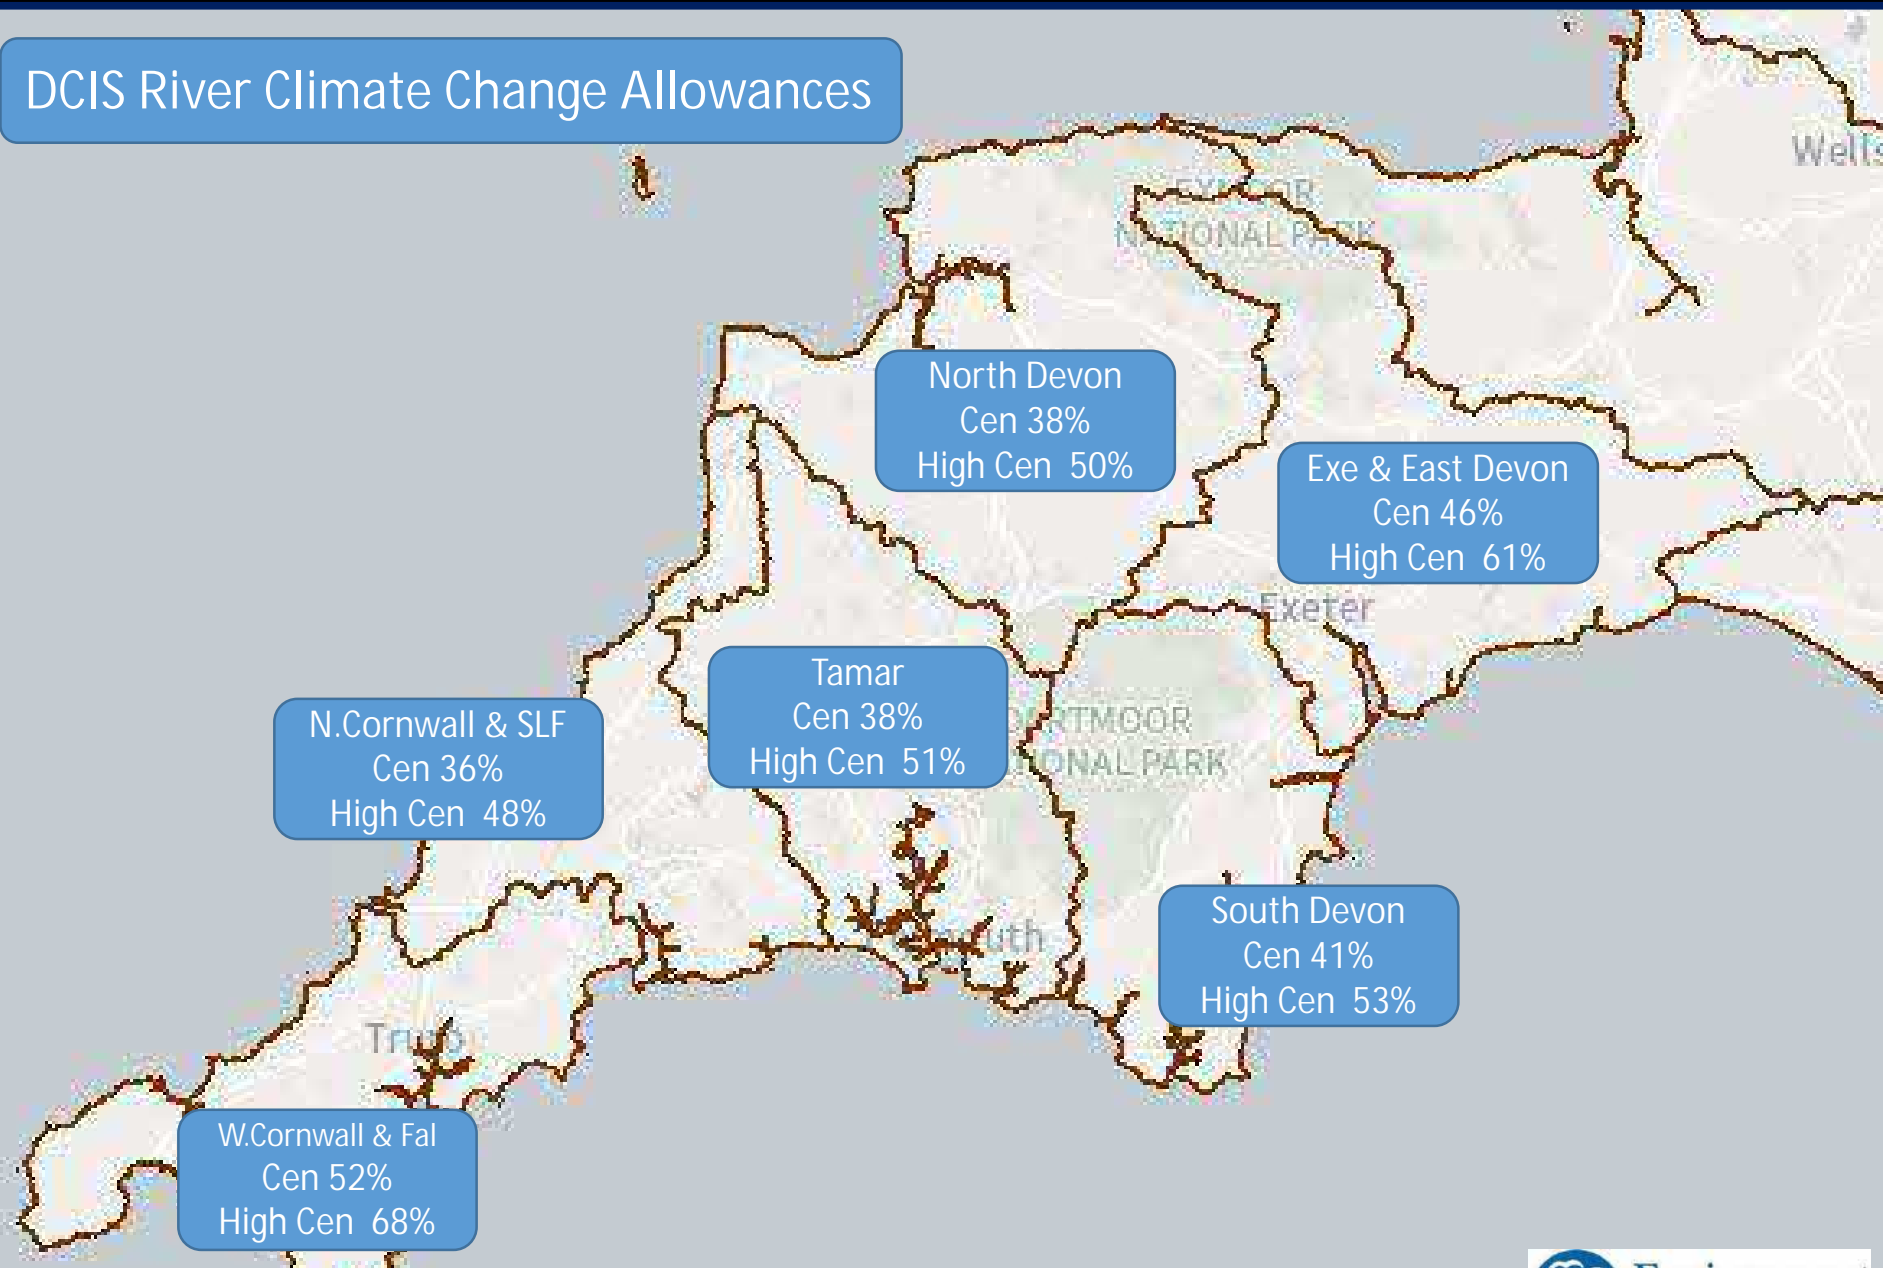 DCIS River Climate Change Allowances
Wells
EXMOOR
NATIONAL PARK
North Devon
Cen 38%
High Cen 50%
Exe & East Devon
Cen 46%
High Cen 61%
Exeter
Tamar
Cen 38%
High Cen 51%
DARTMOOR
NATIONAL PARK
N.Cornwall & SLF
Cen 36%
High Cen 48%
South Devon
Cen 41%
High Cen 53%
Plymouth
Truro
W.Cornwall & Fal
Cen 52%
High Cen 68%